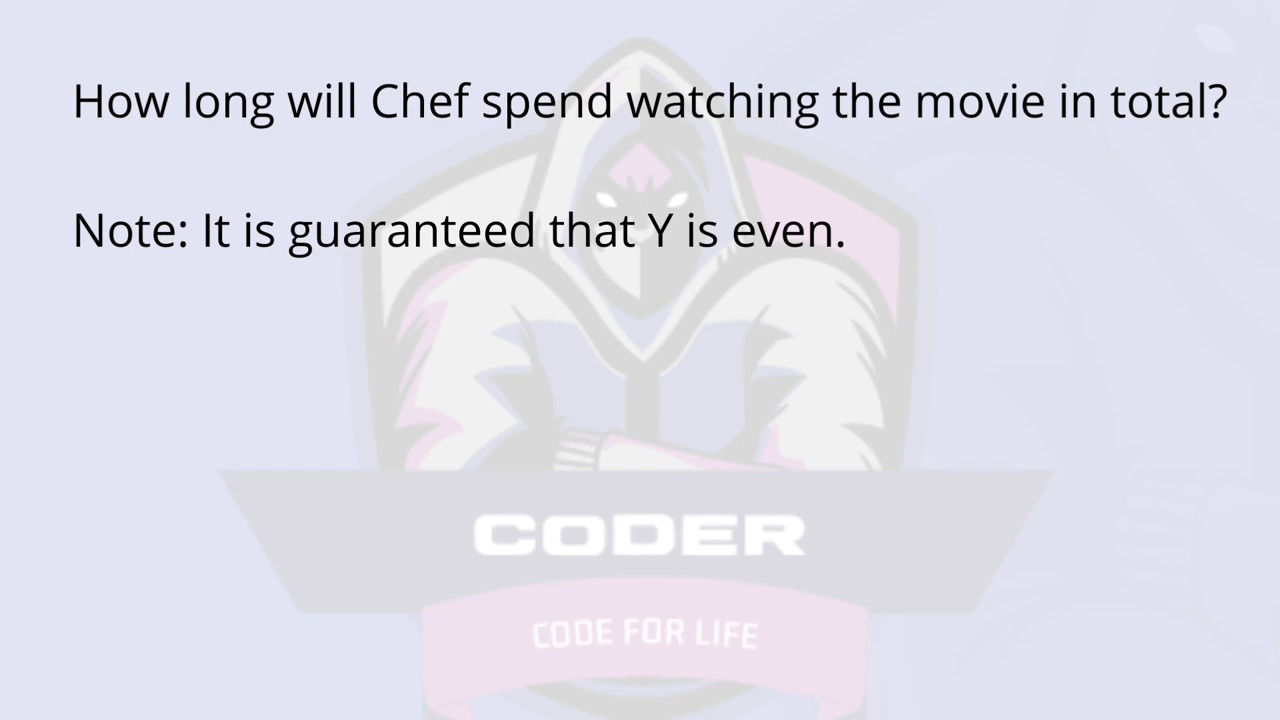 How long will Chef spend watching the movie in total?
Note: It is guaranteed that Y is even.
CODER
CODE FOR LIFE